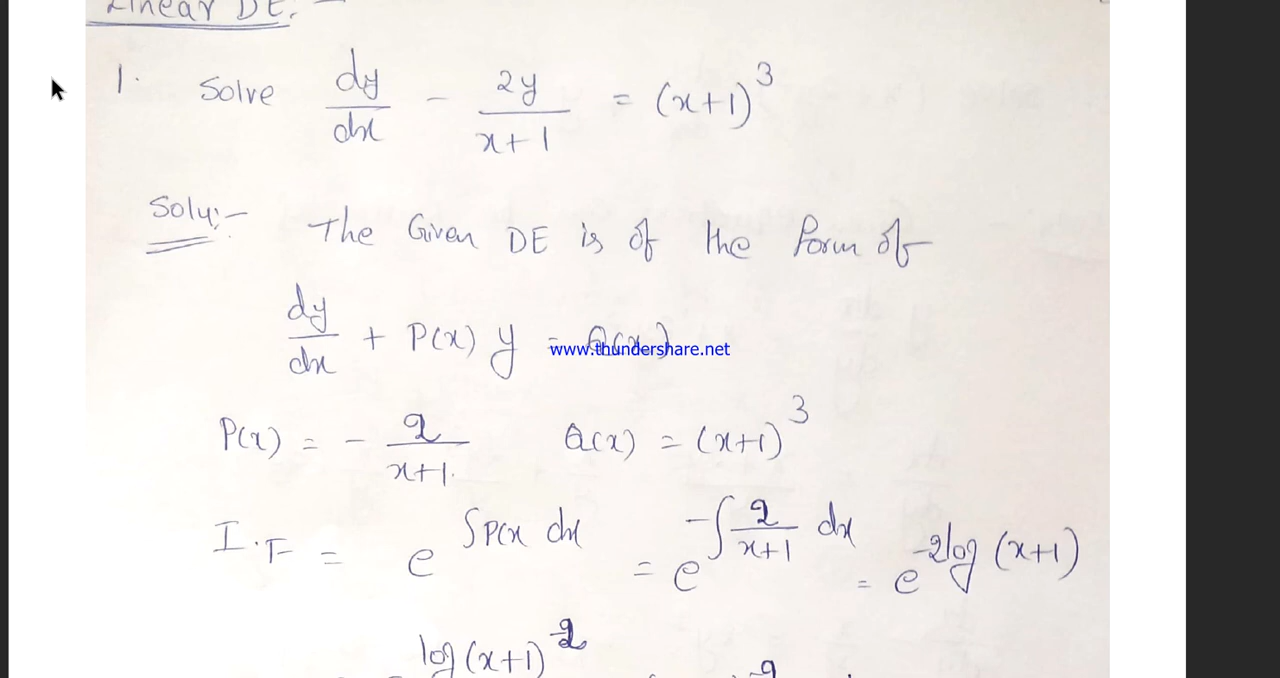 Linear DE:-
1. Solve dy/dx - 2y/x+1 = (x+1)^3
Solu:- The Given DE is of the Form of
dy/dx + P(x) y = Q(x)
www.thundershare.net
P(x) = - 2/x+1. Q(x) = (x+1)^3
I.F = e^∫P(x dx = e^-∫2/x+1 dx = e^-2log(x+1)
log(x+1)^-2